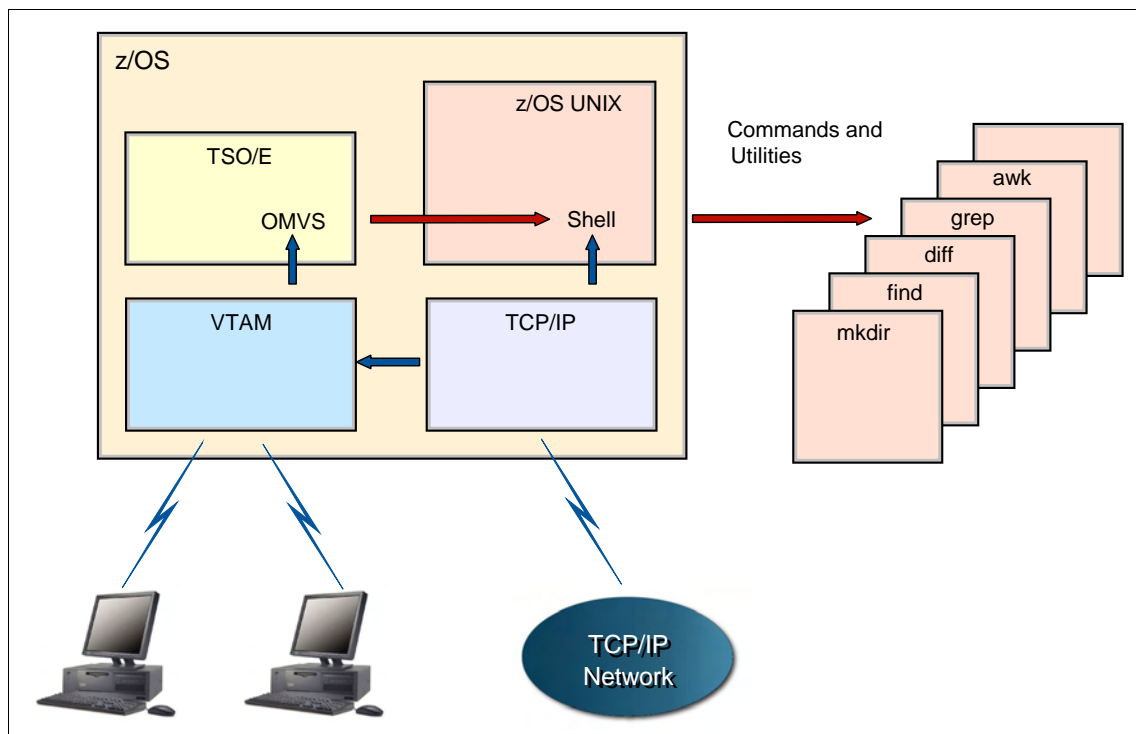 z/OS
z/OS UNIX
TSO/E
OMVS
Shell
VTAM
TCP/IP
Commands and
Utilities
awk
grep
diff
find
mkdir
TCP/IP
Network